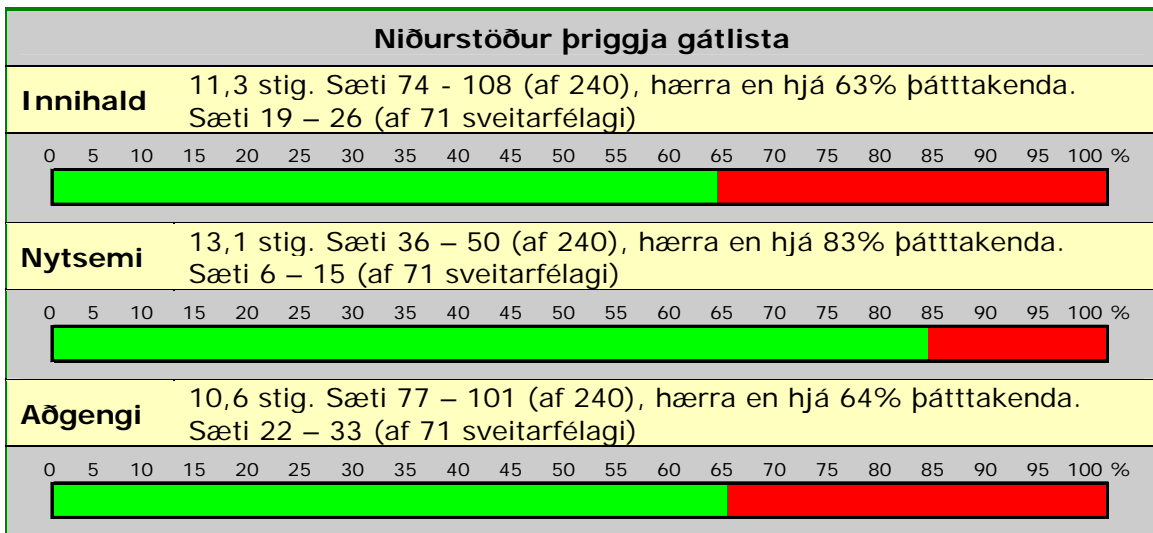 Niðurstöður þriggja gátlista
Innihald
11,3 stig. Sæti 74 - 108 (af 240), hærra en hjá 63% þátttakenda.
Sæti 19 – 26 (af 71 sveitarfélagi)
0 5 10 15 20 25 30 35 40 45 50 55 60 65 70 75 80 85 90 95 100 %
Nytsemi
13,1 stig. Sæti 36 – 50 (af 240), hærra en hjá 83% þátttakenda.
Sæti 6 – 15 (af 71 sveitarfélagi)
0 5 10 15 20 25 30 35 40 45 50 55 60 65 70 75 80 85 90 95 100 %
Aðgengi
10,6 stig. Sæti 77 – 101 (af 240), hærra en hjá 64% þátttakenda.
Sæti 22 – 33 (af 71 sveitarfélagi)
0 5 10 15 20 25 30 35 40 45 50 55 60 65 70 75 80 85 90 95 100 %